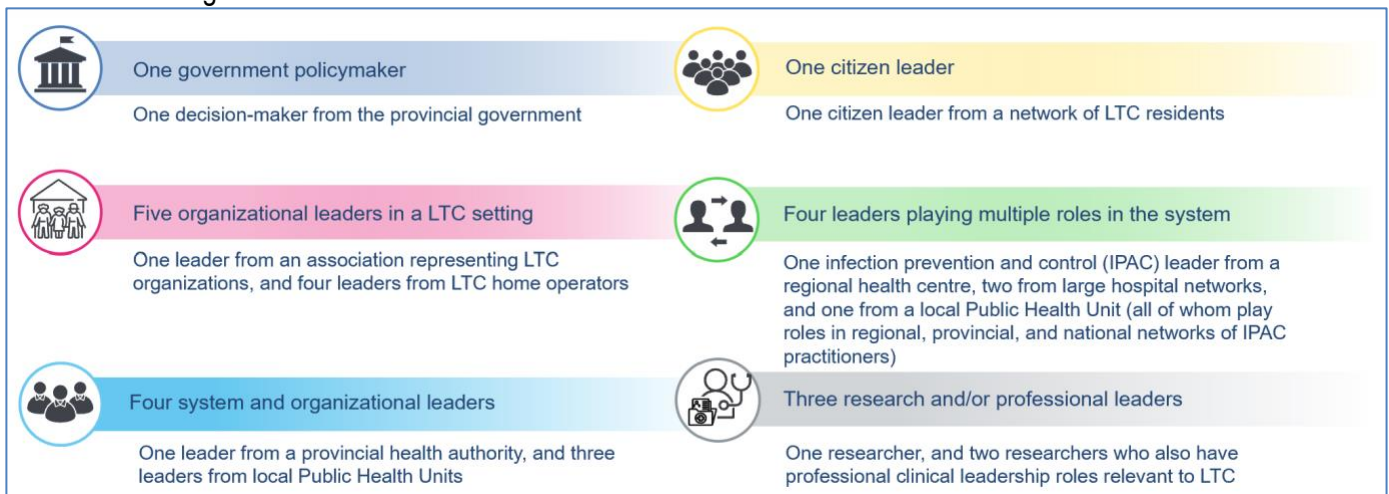 One government policymaker
One decision-maker from the provincial government
One citizen leader
One citizen leader from a network of LTC residents
Five organizational leaders in a LTC setting
One leader from an association representing LTC
organizations, and four leaders from LTC home operators
Four leaders playing multiple roles in the system
One infection prevention and control (IPAC) leader from a
regional health centre, two from large hospital networks,
and one from a local Public Health Unit (all of whom play
roles in regional, provincial, and national networks of IPAC
practitioners)
Four system and organizational leaders
One leader from a provincial health authority, and three
leaders from local Public Health Units
Three research and/or professional leaders
One researcher, and two researchers who also have
professional clinical leadership roles relevant to LTC